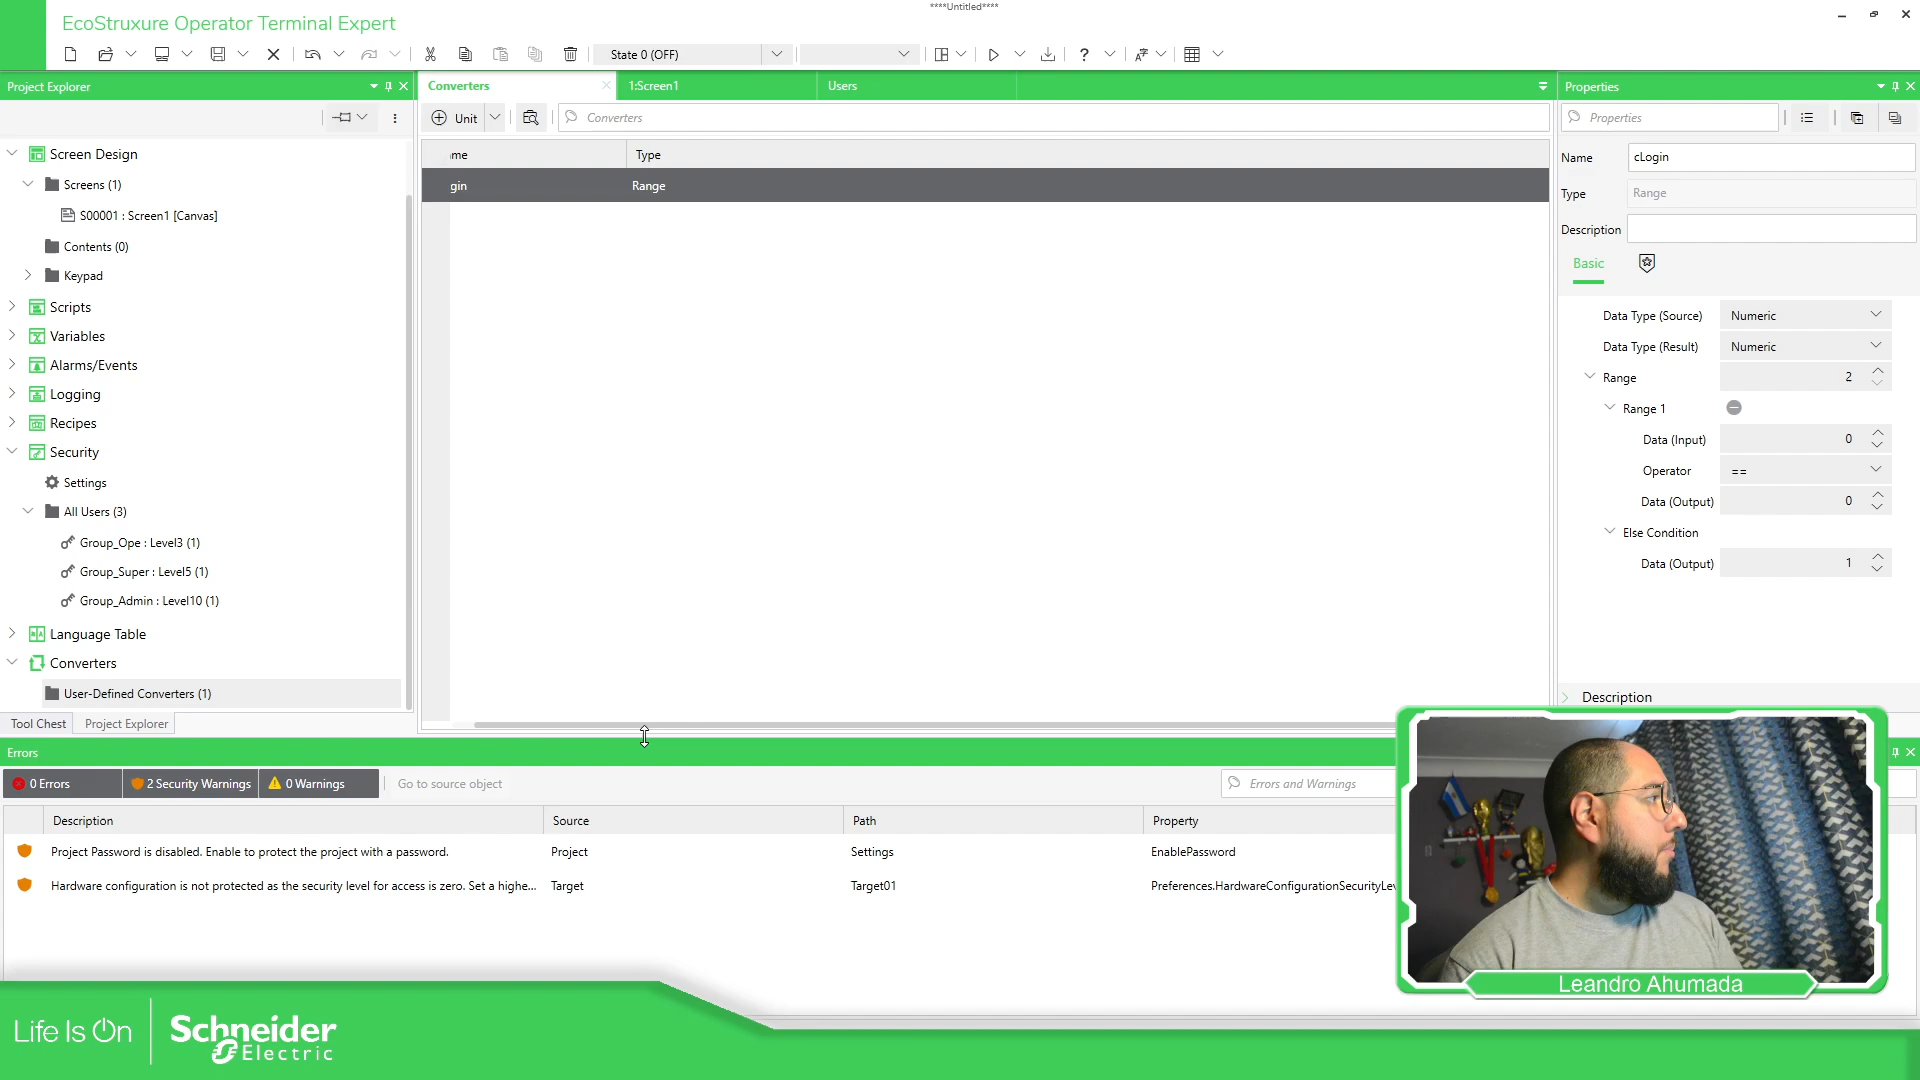 ****Untitled****
EcoStruxure Operator Terminal Expert
State 0 (OFF)
Project Explorer
Converters
1:Screen1
Users
Properties
Unit
Converters
Properties
me
Type
gin
Range
Screen Design
Screens (1)
S00001 : Screen1 [Canvas]
Contents (0)
Keypad
Scripts
Variables
Alarms/Events
Logging
Recipes
Security
Settings
All Users (3)
Group_Ope : Level3 (1)
Group_Super : Level5 (1)
Group_Admin : Level10 (1)
Language Table
Converters
User-Defined Converters (1)
Tool Chest
Project Explorer
Name
cLogin
Type
Range
Description
Basic
Data Type (Source)
Numeric
Data Type (Result)
Numeric
Range
2
Range 1
Data (Input)
0
Operator
==
Data (Output)
0
Else Condition
Data (Output)
1
Description
Errors
0 Errors
2 Security Warnings
0 Warnings
Go to source object
Errors and Warnings
Description
Source
Path
Property
Project Password is disabled. Enable to protect the project with a password.
Project
Settings
EnablePassword
Hardware configuration is not protected as the security level for access is zero. Set a highe...
Target
Target01
Preferences.HardwareConfigurationSecurityLev
Leandro Ahumada
Life Is On
Schneider
Electric